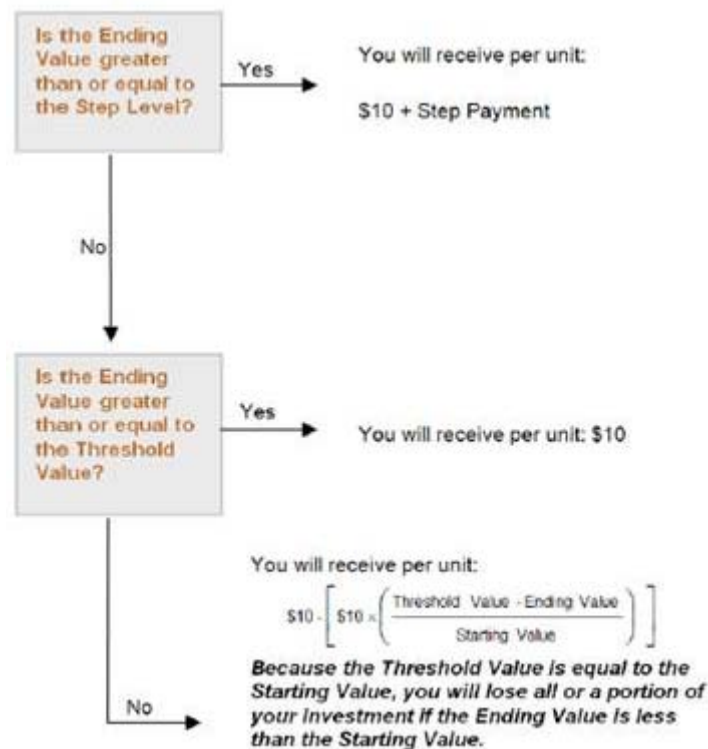 Is the Ending
Value greater
than or equal to
the Step Level?
Yes
You will receive per unit:
$10 + Step Payment
No
Is the Ending
Value greater
than or equal to
the Threshold
Value?
Yes
You will receive per unit: $10
You will receive per unit:
$10 - [ $10 × ( Threshold Value - Ending Value
Starting Value ) ]
Because the Threshold Value is equal to the
Starting Value, you will lose all or a portion of
your investment if the Ending Value is less
than the Starting Value.
No